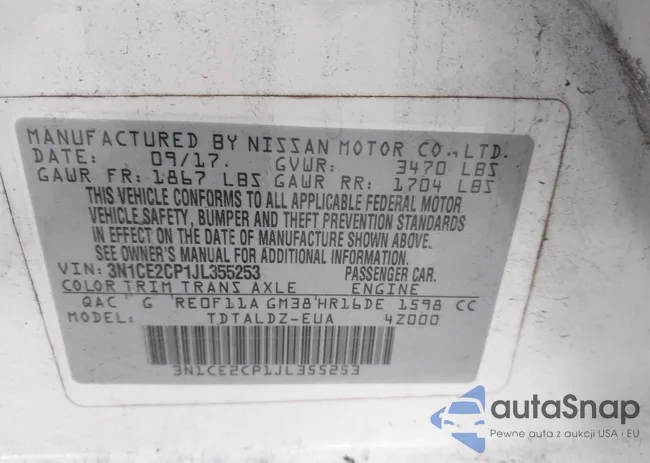 MANUFACTURED BY NISSAN MOTOR CO., LTD.
DATE: 09/17. GVWR: 3470 LBS
GAWR FR: 1867 LBS GAWR RR: 1704 LBS
THIS VEHICLE CONFORMS TO ALL APPLICABLE FEDERAL MOTOR
VEHICLE SAFETY, BUMPER AND THEFT PREVENTION STANDARDS
IN EFFECT ON THE DATE OF MANUFACTURE SHOWN ABOVE.
SEE OWNER'S MANUAL FOR ADDITIONAL INFORMATION.
VIN: 3N1CE2CP1JL355253 PASSENGER CAR.
COLOR TRIM TRANS AXLE ENGINE
QAC G RE0F11A GM38 HR16DE 1598 CC
MODEL: TDTALDZ-EUA 4Z000
3N1CE2CP1JL355253
autaSnap
Pewne auta z aukcji USA i EU